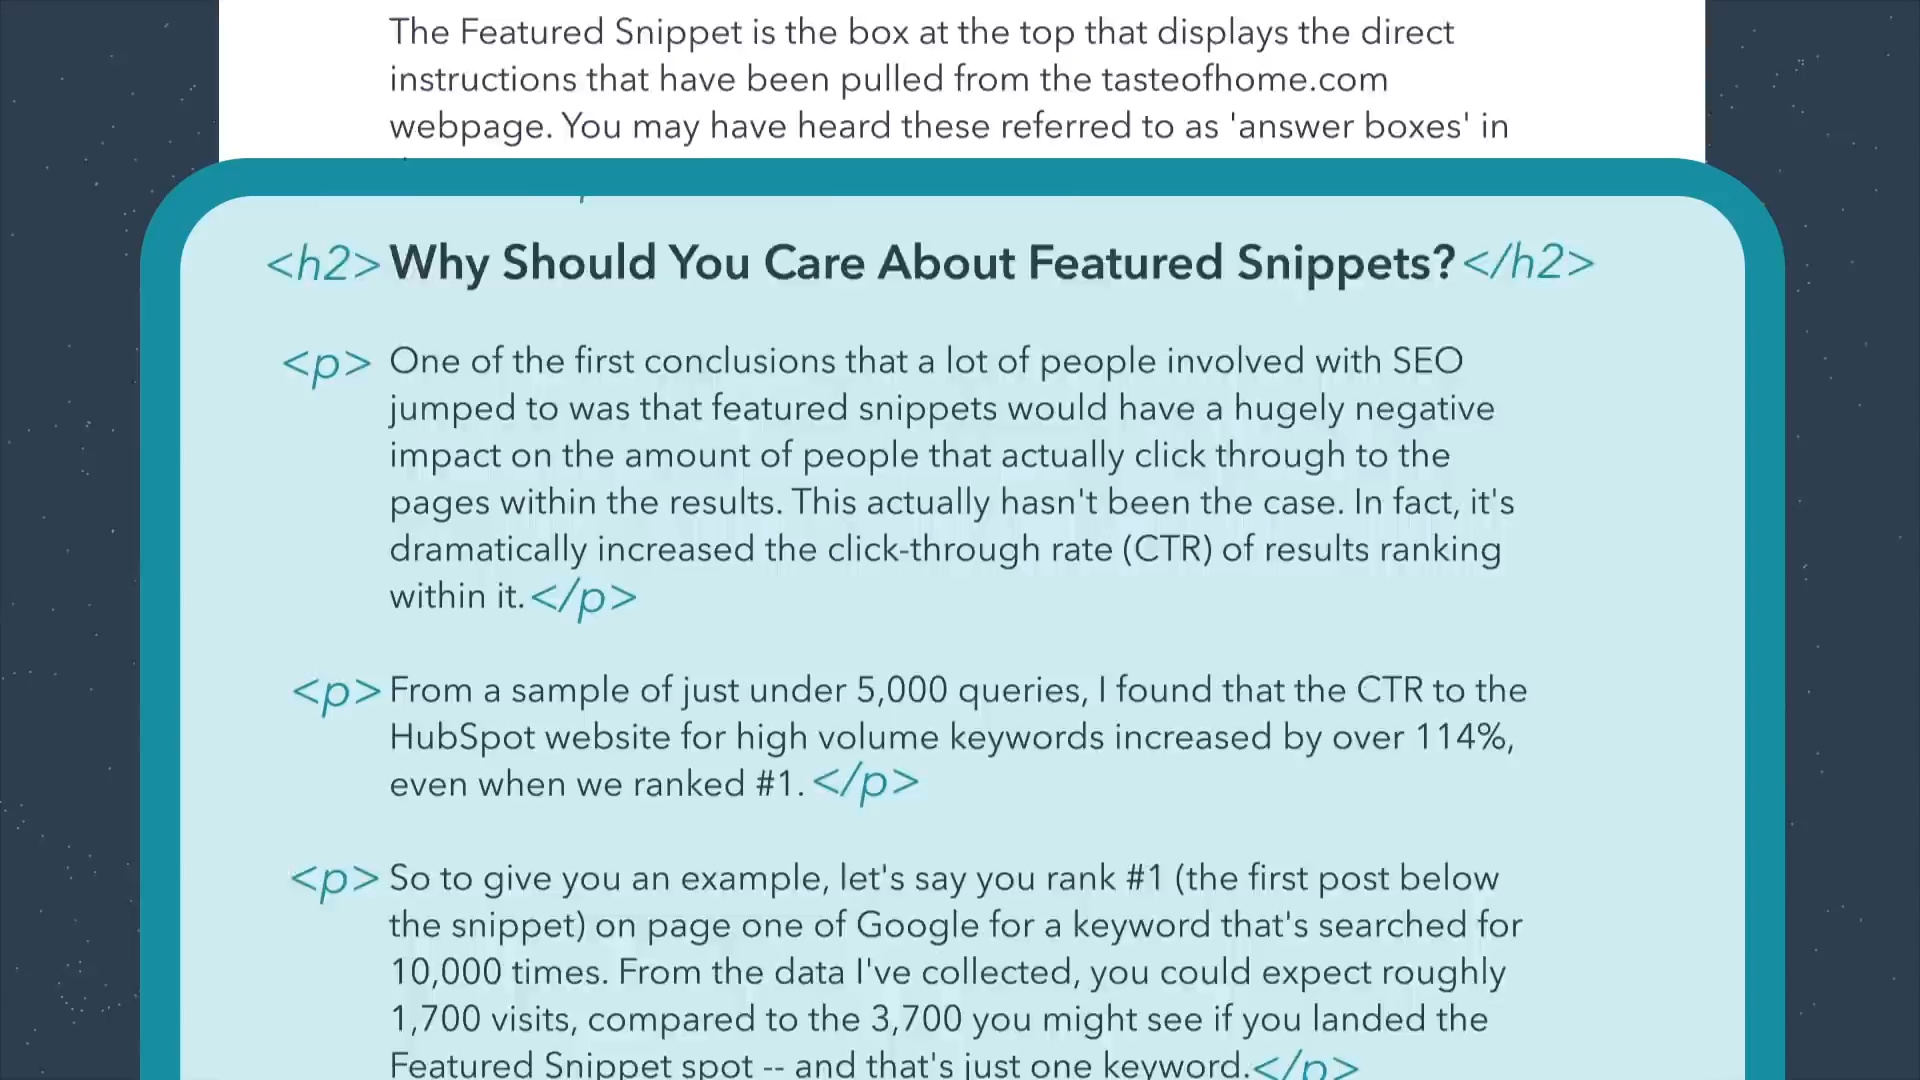 The Featured Snippet is the box at the top that displays the direct
instructions that have been pulled from the tasteofhome.com
webpage. You may have heard these referred to as 'answer boxes' in
<h2> Why Should You Care About Featured Snippets? </h2>
<p> One of the first conclusions that a lot of people involved with SEO
jumped to was that featured snippets would have a hugely negative
impact on the amount of people that actually click through to the
pages within the results. This actually hasn't been the case. In fact, it's
dramatically increased the click-through rate (CTR) of results ranking
within it. </p>
<p> From a sample of just under 5,000 queries, I found that the CTR to the
HubSpot website for high volume keywords increased by over 114%,
even when we ranked #1. </p>
<p> So to give you an example, let's say you rank #1 (the first post below
the snippet) on page one of Google for a keyword that's searched for
10,000 times. From the data I've collected, you could expect roughly
1,700 visits, compared to the 3,700 you might see if you landed the
Featured Snippet spot -- and that's just one keyword. </p>